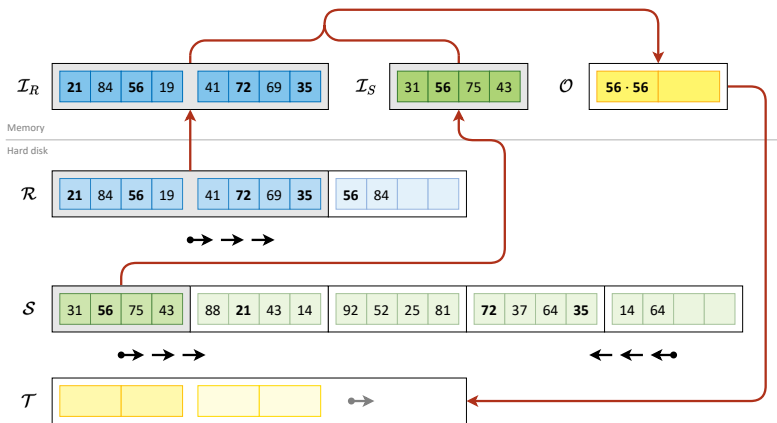 I_R 21 84 56 19 41 72 69 35 I_S 31 56 75 43 O 56 · 56
Memory
Hard disk
R 21 84 56 19 41 72 69 35 56 84
S 31 56 75 43 88 21 43 14 92 52 25 81 72 37 64 35 14 64
T